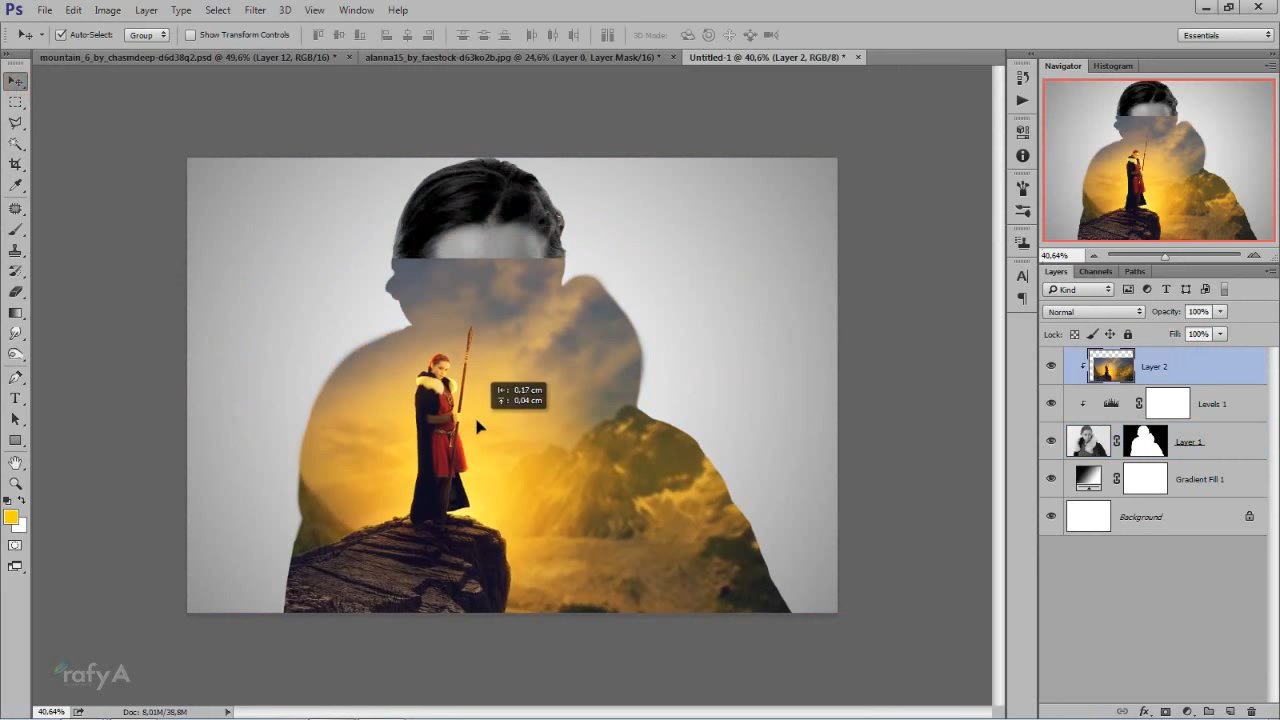 Ps File Edit Image Layer Type Select Filter 3D View Window Help
Auto-Select: Group Show Transform Controls 3D Mode: Essentials
mountain_6_by_chasmdeep-d6d38q2.psd @ 49,6% (Layer 12, RGB/16) * × alanna15_by_faestock-d63ko2b.jpg @ 24,6% (Layer 0, Layer Mask/16) * × Untitled-1 @ 40,6% (Layer 2, RGB/8) * ×
Navigator Histogram
40,64%
Layers Channels Paths
Kind
Normal Opacity: 100%
Lock: Fill: 100%
Layer 2
Levels 1
Layer 1
Gradient Fill 1
Background
0,17 cm
0,04 cm
rafyA
40,64% Doc: 8,01M/38,8M